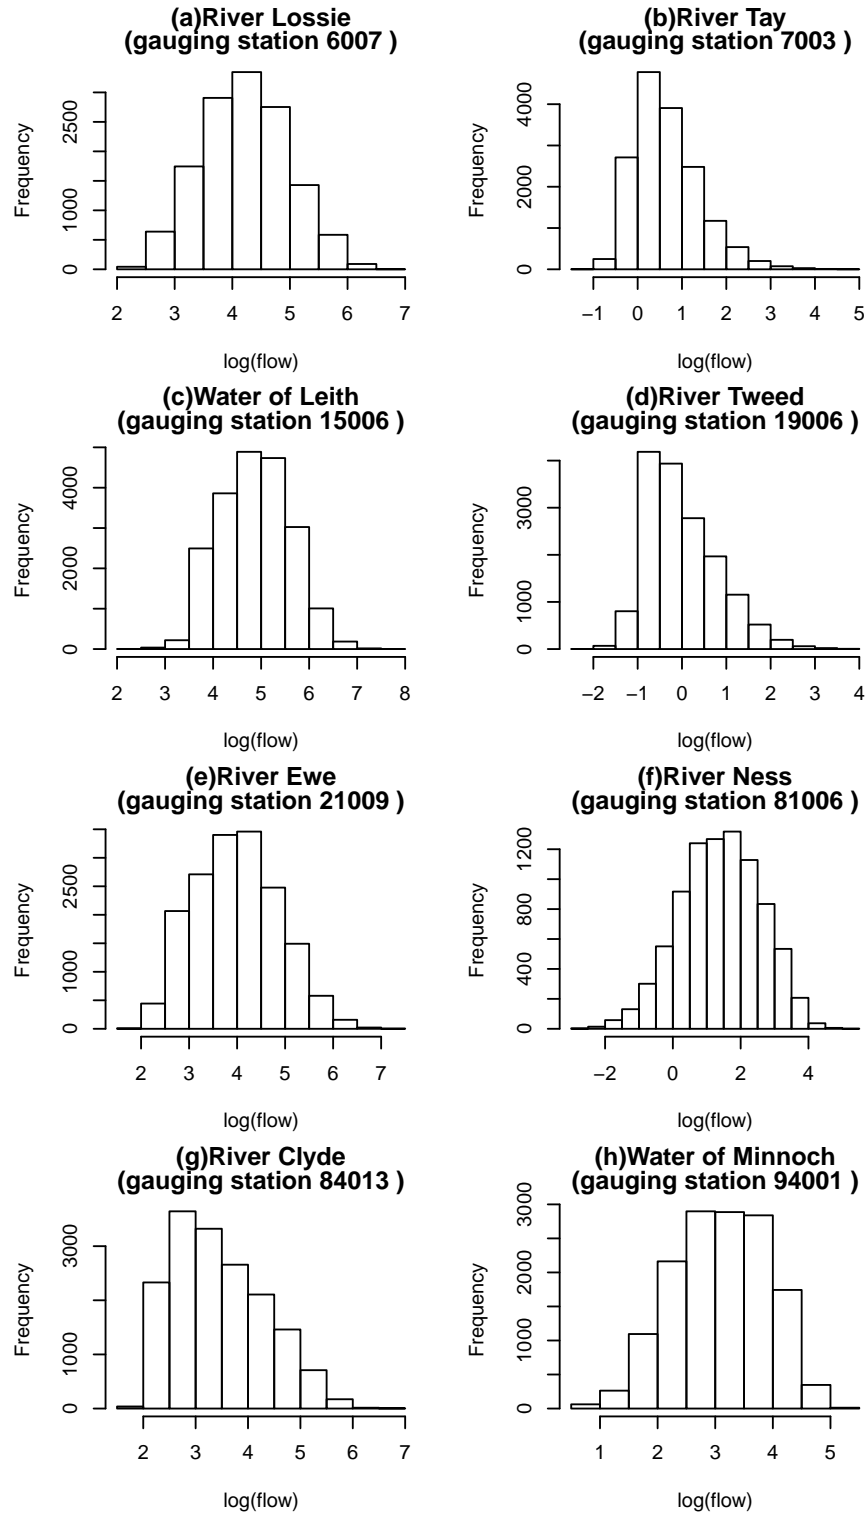 (a)River Lossie
(gauging station 6007 )
Frequency
0 1000 2500
2 3 4 5 6 7
log(flow)
(b)River Tay
(gauging station 7003 )
Frequency
0 2000 4000
−1 0 1 2 3 4 5
log(flow)
(c)Water of Leith
(gauging station 15006 )
Frequency
0 2000 4000
2 3 4 5 6 7 8
log(flow)
(d)River Tweed
(gauging station 19006 )
Frequency
0 1000 3000
−2 −1 0 1 2 3 4
log(flow)
(e)River Ewe
(gauging station 21009 )
Frequency
0 1000 2500
2 3 4 5 6 7
log(flow)
(f)River Ness
(gauging station 81006 )
Frequency
0 400 800 1200
−2 0 2 4
log(flow)
(g)River Clyde
(gauging station 84013 )
Frequency
0 1000 3000
2 3 4 5 6 7
log(flow)
(h)Water of Minnoch
(gauging station 94001 )
Frequency
0 1000 2000 3000
1 2 3 4 5
log(flow)